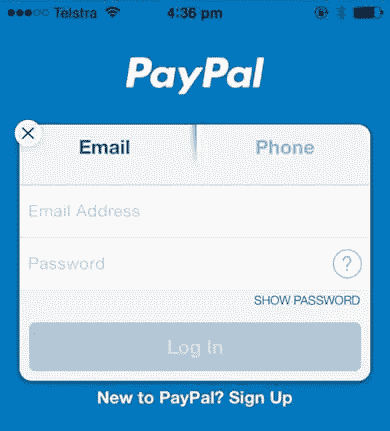 Telstra 4:36 pm
PayPal
Email Phone
Email Address
Password ?
SHOW PASSWORD
Log In
New to PayPal? Sign Up